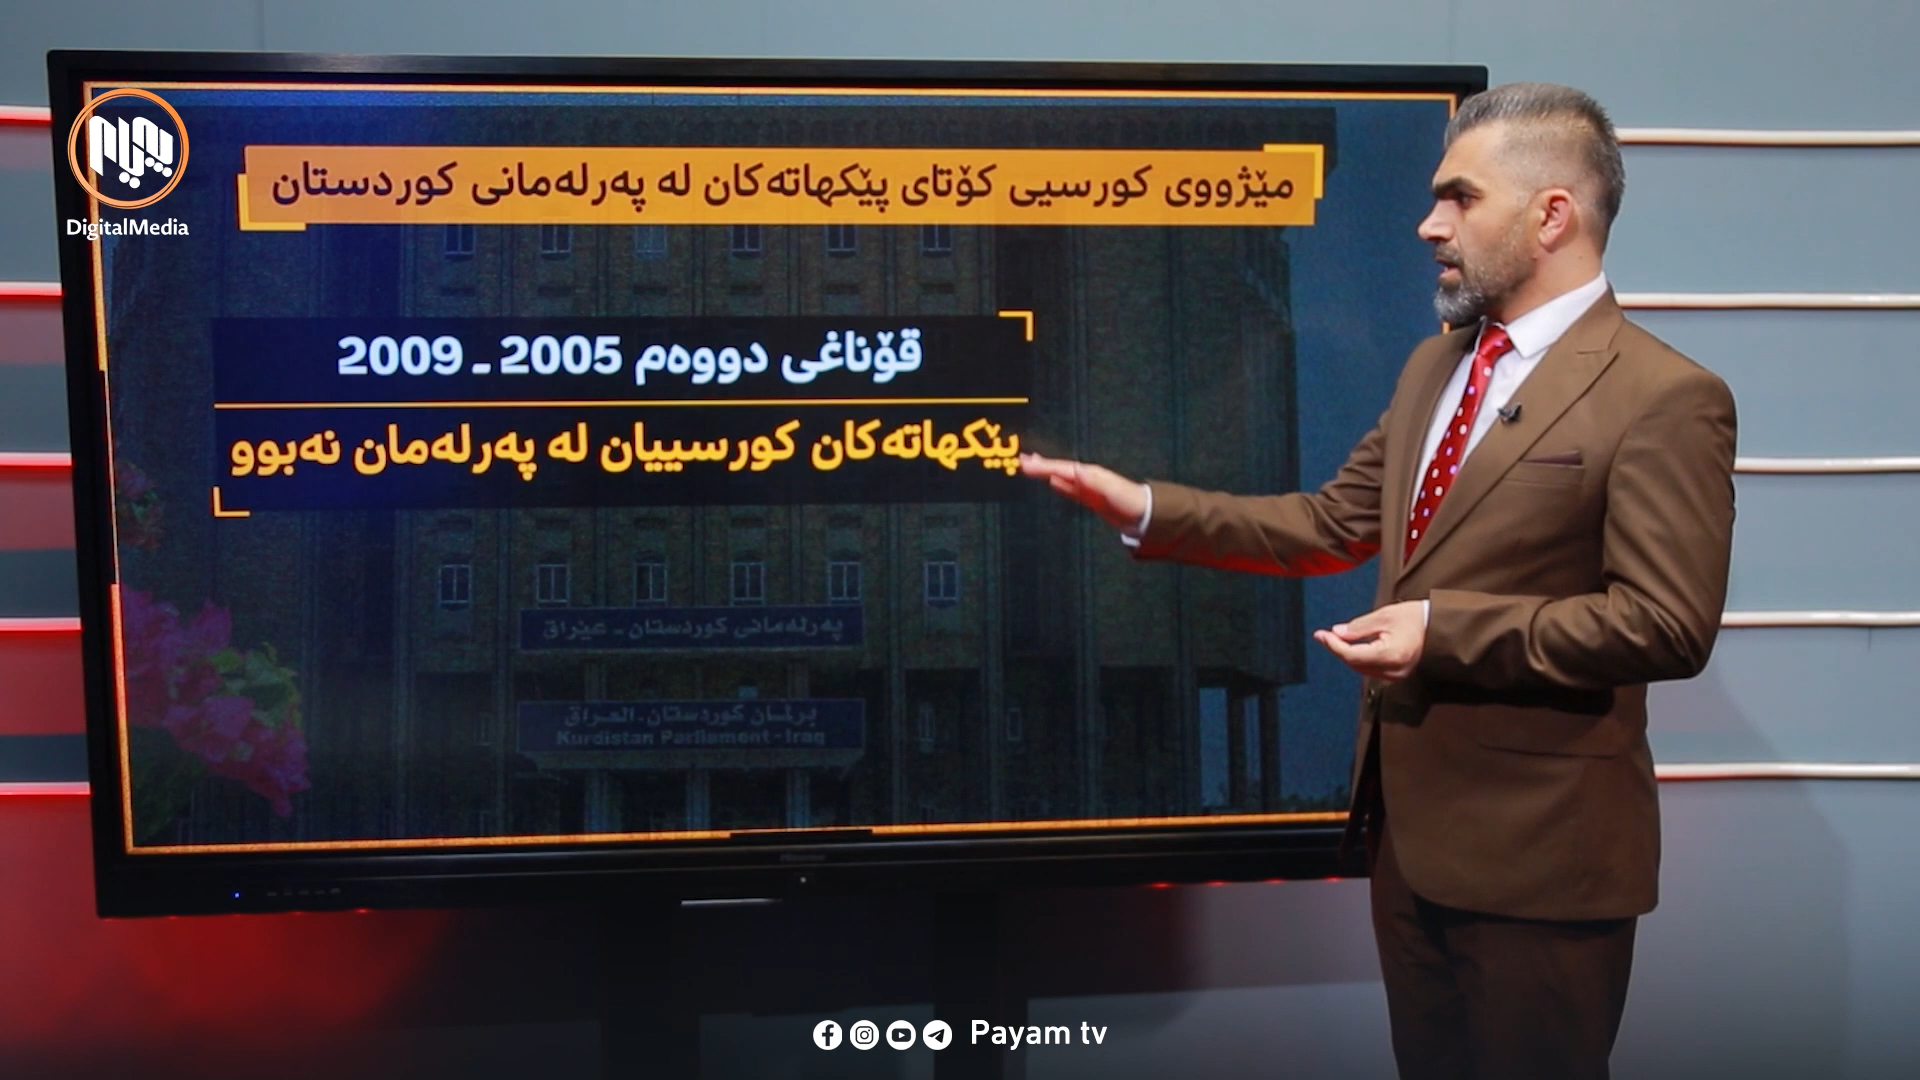 پیام
DigitalMedia
مێژووی کورسیی کۆتای پێکهاتەکان لە پەرلەمانی کوردستان
قۆناغی دووەم 2005 ـ 2009
پێکهاتەکان کورسییان لە پەرلەمان نەبوو
پەرلەمانی کوردستان - عێراق
برلمان كوردستان - العراق
Kurdistan Parliament - Iraq
Payam tv